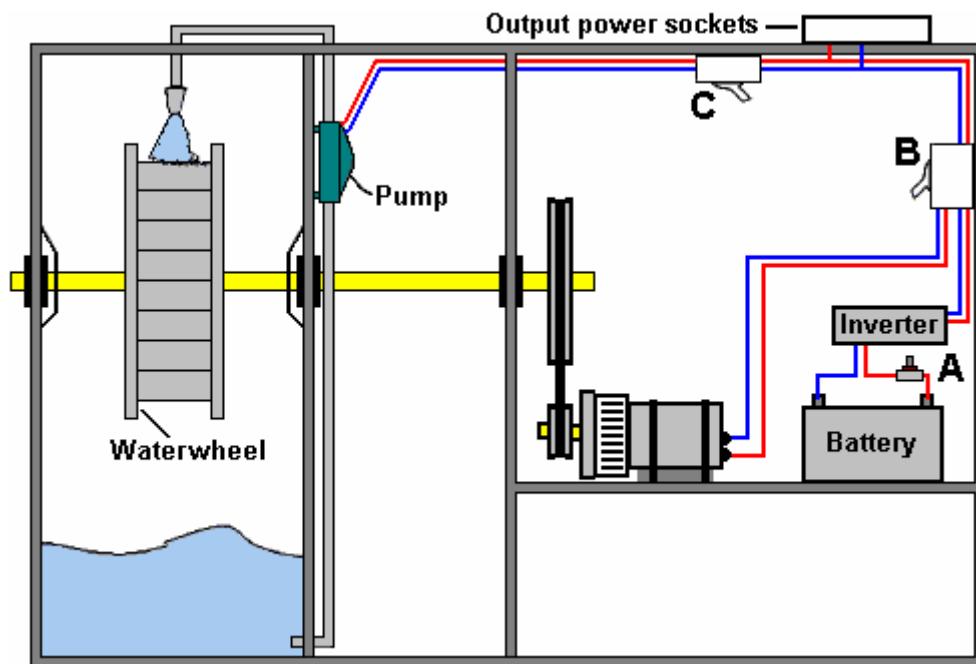 Output power sockets
C
B
Pump
Inverter
A
Waterwheel
Battery